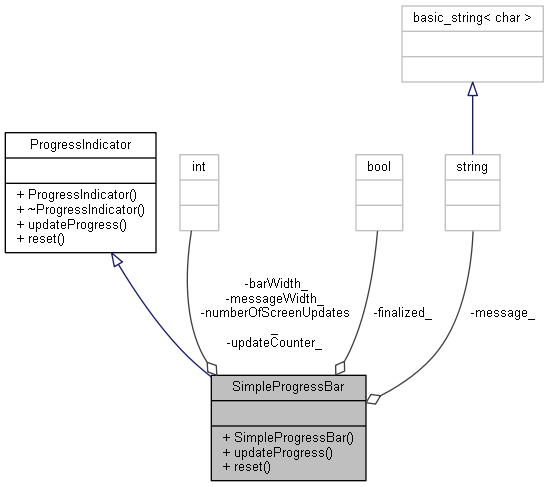 basic_string< char >
ProgressIndicator
+ ProgressIndicator()
+ ~ProgressIndicator()
+ updateProgress()
+ reset()
int
bool
string
-barWidth_
-messageWidth_
-numberOfScreenUpdates
_
-updateCounter_
-finalized_
-message_
SimpleProgressBar
+ SimpleProgressBar()
+ updateProgress()
+ reset()